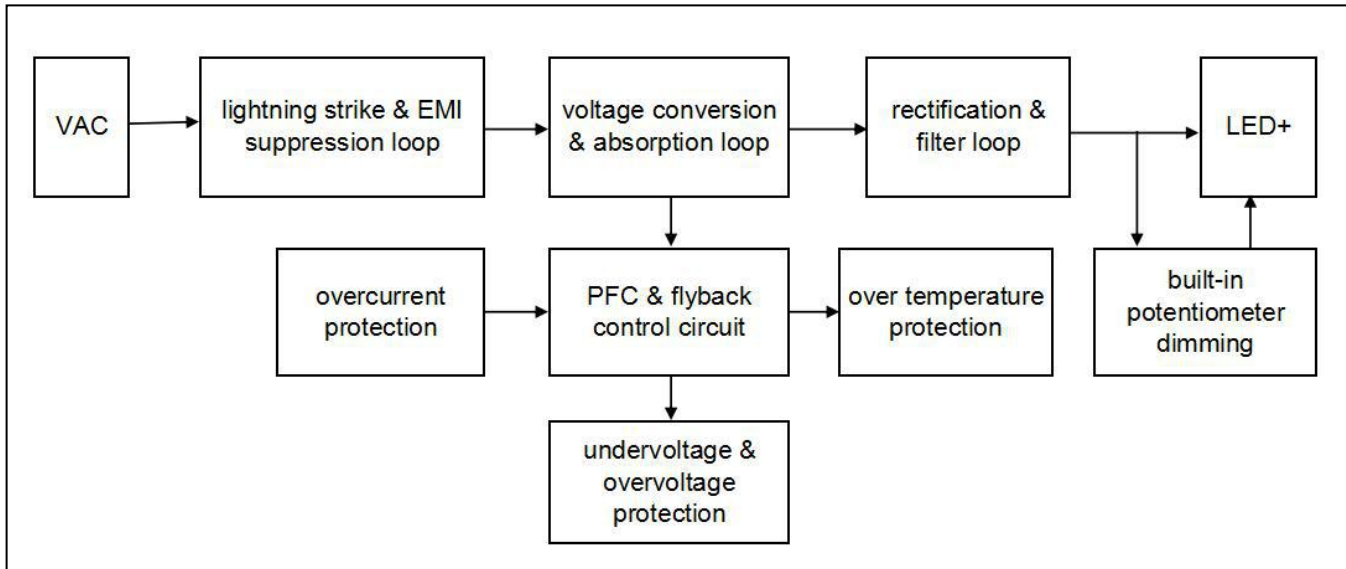 VAC
lightning strike & EMI
suppression loop
voltage conversion
& absorption loop
rectification &
filter loop
LED+
overcurrent
protection
PFC & flyback
control circuit
over temperature
protection
built-in
potentiometer
dimming
undervoltage &
overvoltage
protection